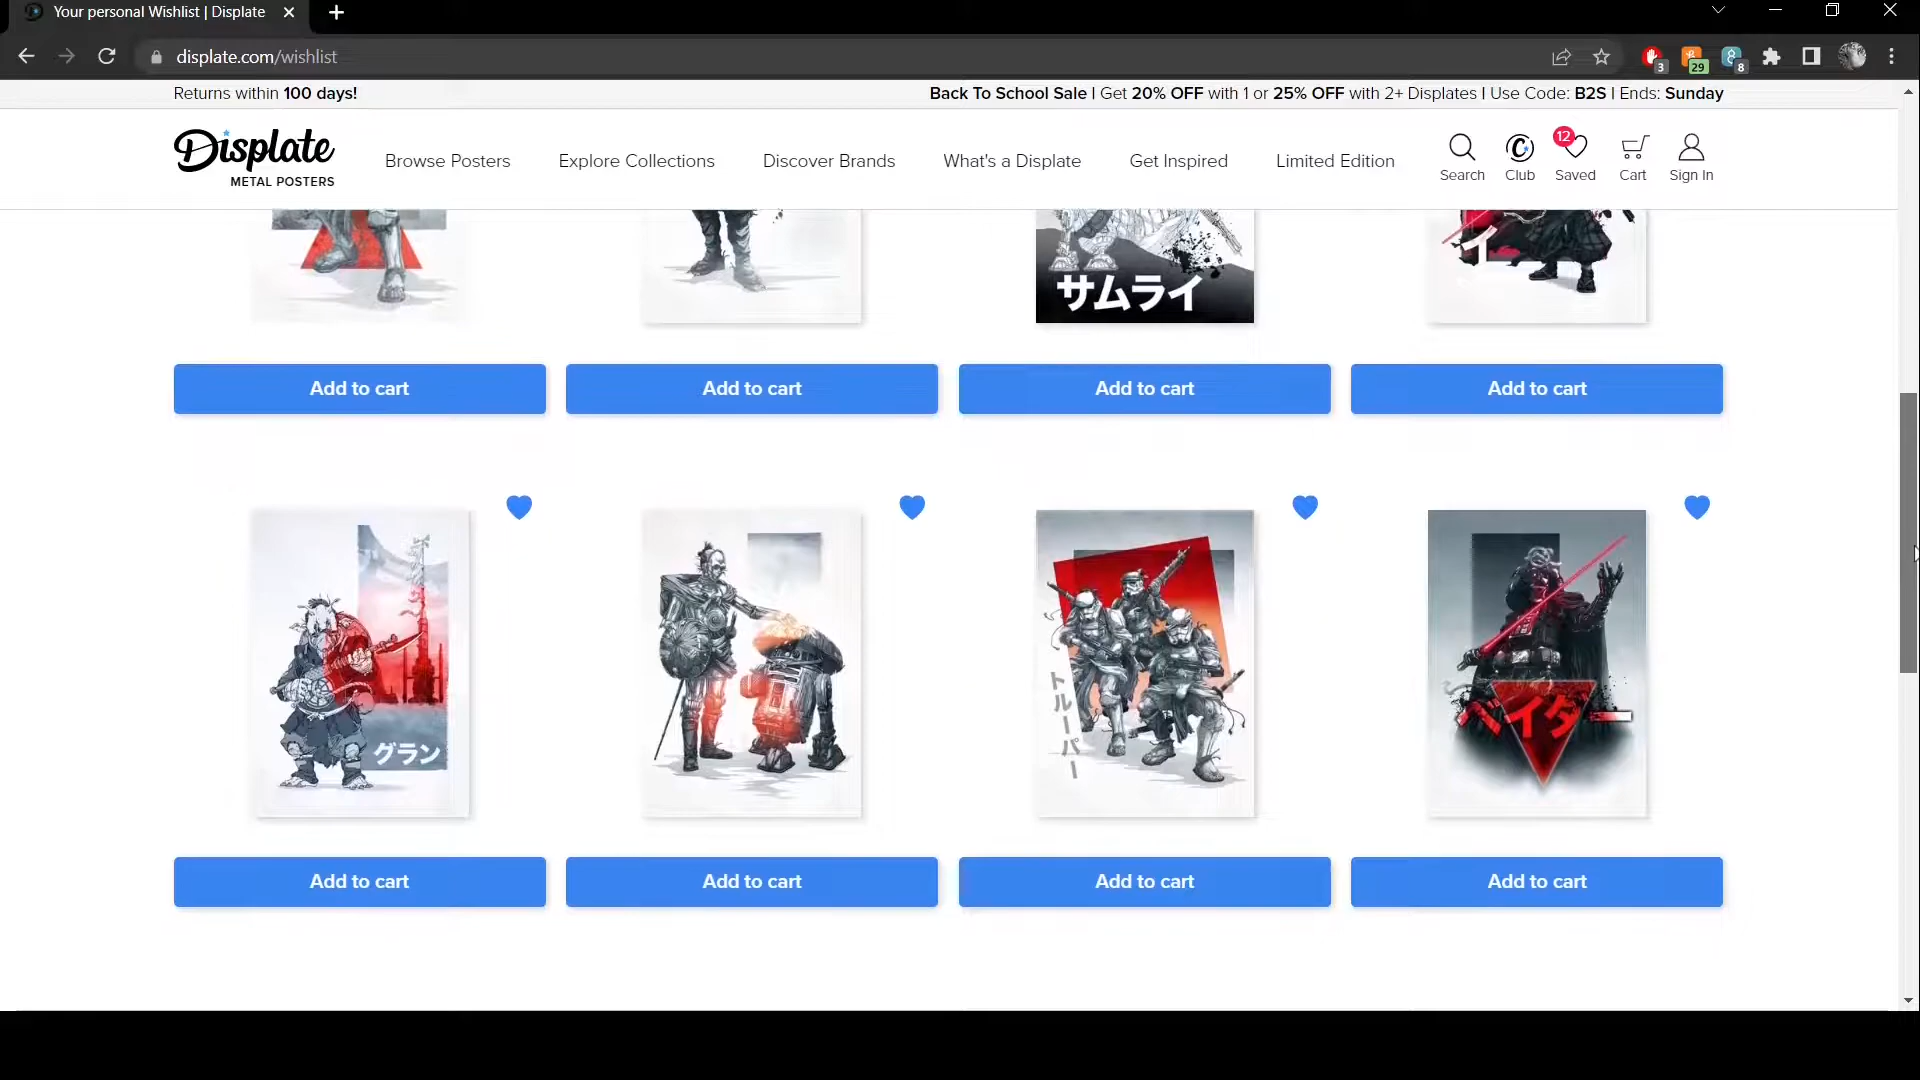 Your personal Wishlist | Displate
displate.com/wishlist
3
29
8
Returns within 100 days!
Back To School Sale | Get 20% OFF with 1 or 25% OFF with 2+ Displates | Use Code: B2S | Ends: Sunday
Displate
METAL POSTERS
Browse Posters
Explore Collections
Discover Brands
What's a Displate
Get Inspired
Limited Edition
Search
Club
12
Saved
Cart
Sign In
サムライ
イ
Add to cart
Add to cart
Add to cart
Add to cart
グラン
トルーパー
ベイダー
Add to cart
Add to cart
Add to cart
Add to cart